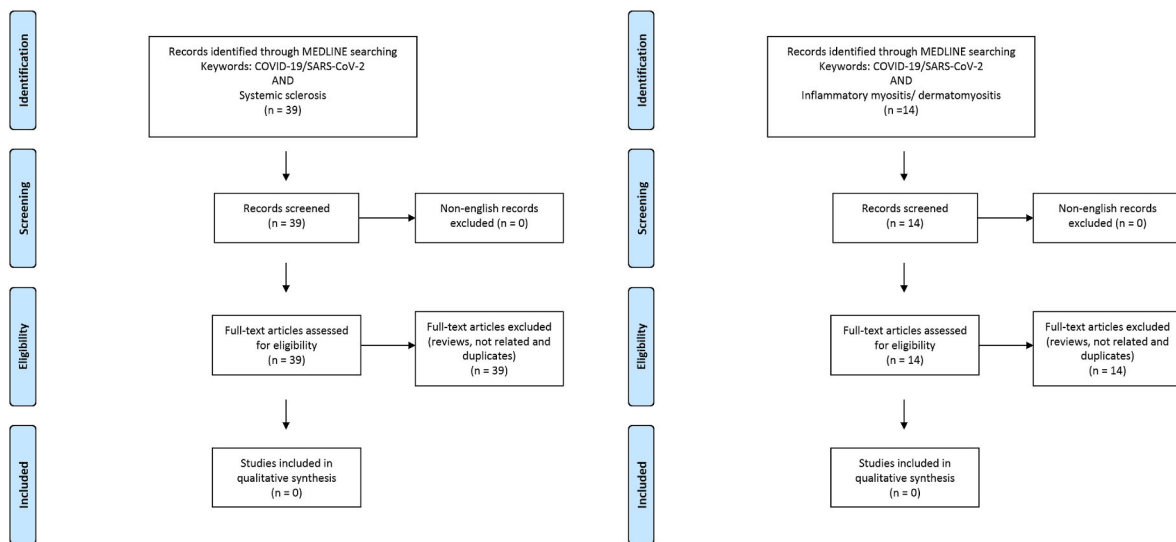 Identification
Records identified through MEDLINE searching
Keywords: COVID-19/SARS-CoV-2
AND
Systemic sclerosis
(n = 39)
Screening
Records screened
(n = 39)
Non-english records
excluded (n = 0)
Eligibility
Full-text articles assessed
for eligibility
(n = 39)
Full-text articles excluded
(reviews, not related and
duplicates)
(n = 39)
Included
Studies included in
qualitative synthesis
(n = 0)
Identification
Records identified through MEDLINE searching
Keywords: COVID-19/SARS-CoV-2
AND
Inflammatory myositis/ dermatomyositis
(n =14)
Screening
Records screened
(n = 14)
Non-english records
excluded (n = 0)
Eligibility
Full-text articles assessed
for eligibility
(n = 14)
Full-text articles excluded
(reviews, not related and
duplicates)
(n = 14)
Included
Studies included in
qualitative synthesis
(n = 0)